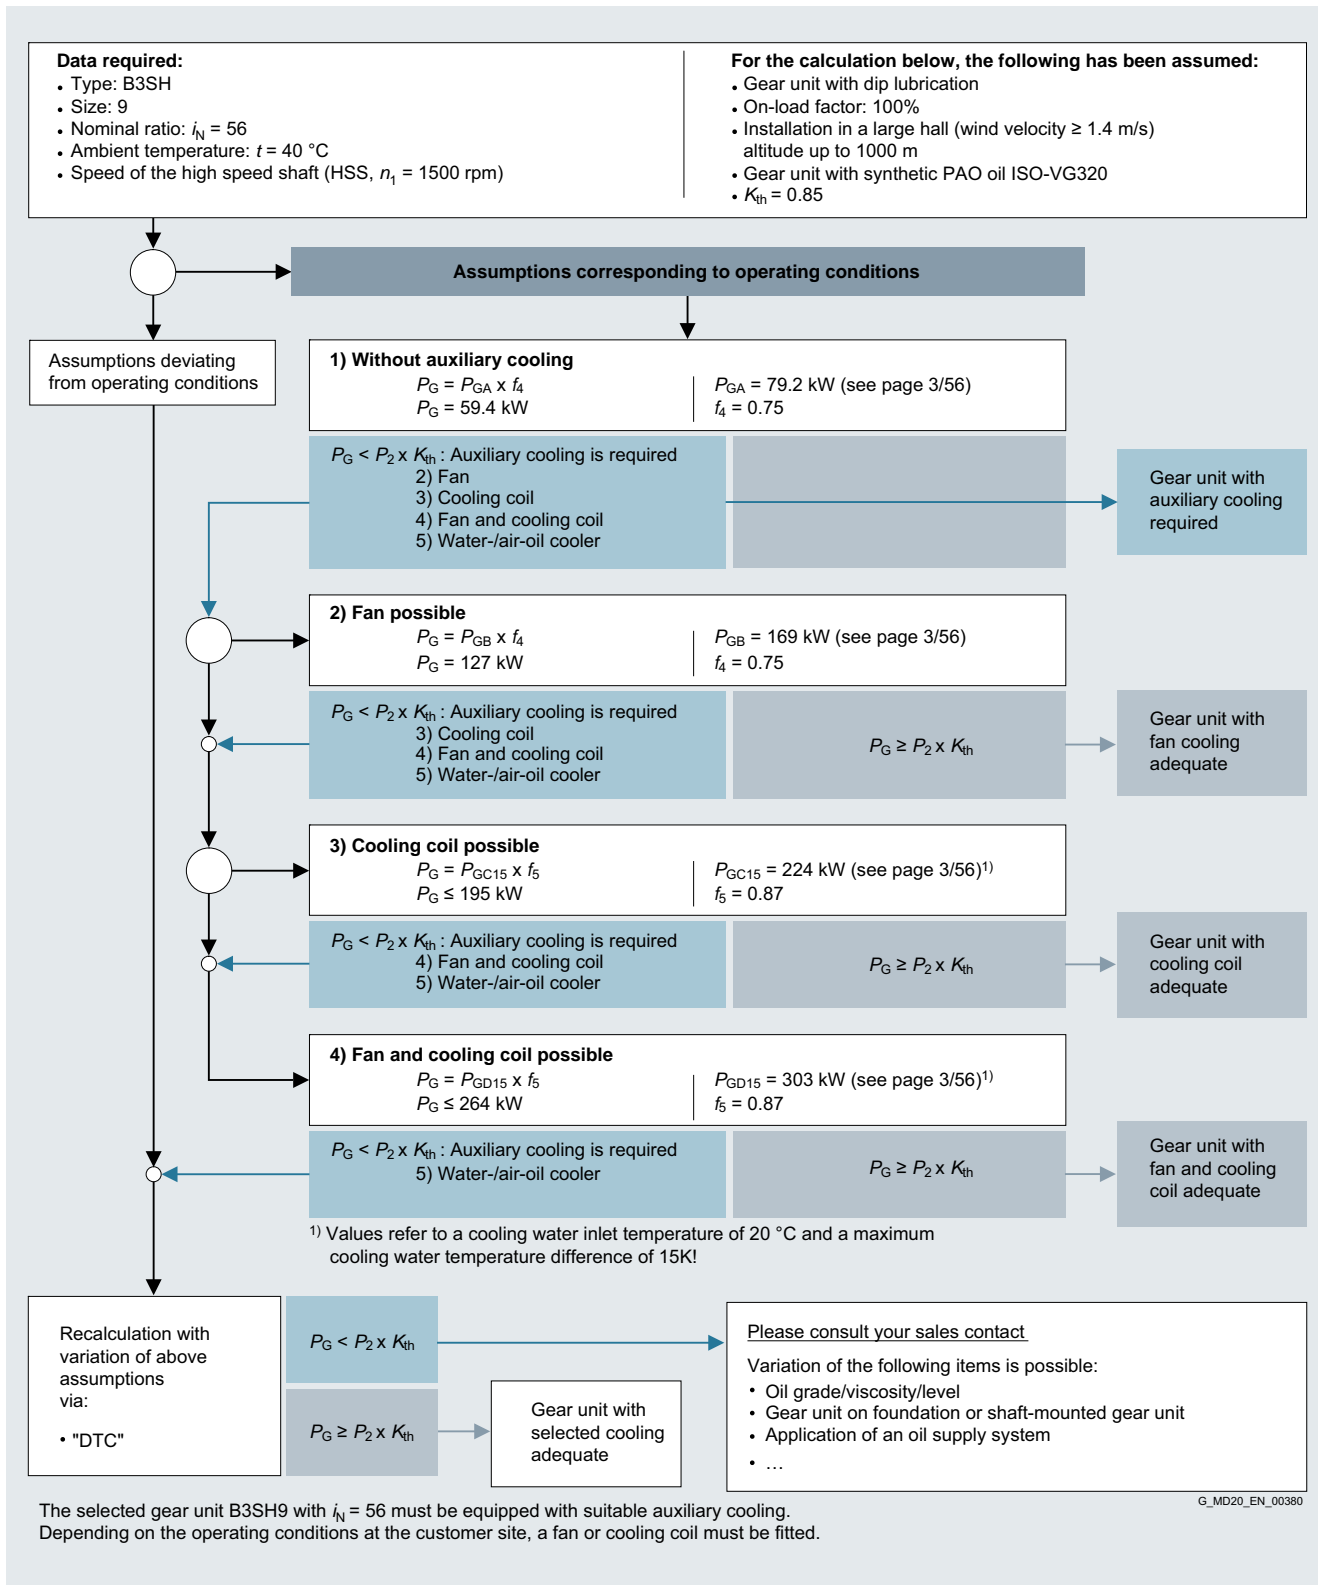 Data required:
• Type: B3SH
• Size: 9
• Nominal ratio: iN = 56
• Ambient temperature: t = 40 °C
• Speed of the high speed shaft (HSS, n1 = 1500 rpm)
For the calculation below, the following has been assumed:
• Gear unit with dip lubrication
• On-load factor: 100%
• Installation in a large hall (wind velocity ≥ 1.4 m/s)
altitude up to 1000 m
• Gear unit with synthetic PAO oil ISO-VG320
• Kth = 0.85
Assumptions corresponding to operating conditions
Assumptions deviating
from operating conditions
1) Without auxiliary cooling
PG = PGA x f4
PG = 59.4 kW
PGA = 79.2 kW (see page 3/56)
f4 = 0.75
PG < P2 x Kth : Auxiliary cooling is required
2) Fan
3) Cooling coil
4) Fan and cooling coil
5) Water-/air-oil cooler
Gear unit with
auxiliary cooling
required
2) Fan possible
PG = PGB x f4
PG = 127 kW
PGB = 169 kW (see page 3/56)
f4 = 0.75
PG < P2 x Kth : Auxiliary cooling is required
3) Cooling coil
4) Fan and cooling coil
5) Water-/air-oil cooler
PG ≥ P2 x Kth
Gear unit with
fan cooling
adequate
3) Cooling coil possible
PG = PGC15 x f5
PG ≤ 195 kW
PGC15 = 224 kW (see page 3/56)1)
f5 = 0.87
PG < P2 x Kth : Auxiliary cooling is required
4) Fan and cooling coil
5) Water-/air-oil cooler
PG ≥ P2 x Kth
Gear unit with
cooling coil
adequate
4) Fan and cooling coil possible
PG = PGD15 x f5
PG ≤ 264 kW
PGD15 = 303 kW (see page 3/56)1)
f5 = 0.87
PG < P2 x Kth : Auxiliary cooling is required
5) Water-/air-oil cooler
PG ≥ P2 x Kth
Gear unit with
fan and cooling
coil adequate
1) Values refer to a cooling water inlet temperature of 20 °C and a maximum
cooling water temperature difference of 15K!
Recalculation with
variation of above
assumptions
via:
• "DTC"
PG < P2 x Kth
PG ≥ P2 x Kth
Gear unit with
selected cooling
adequate
Please consult your sales contact
Variation of the following items is possible:
• Oil grade/viscosity/level
• Gear unit on foundation or shaft-mounted gear unit
• Application of an oil supply system
• …
G_MD20_EN_00380
The selected gear unit B3SH9 with iN = 56 must be equipped with suitable auxiliary cooling.
Depending on the operating conditions at the customer site, a fan or cooling coil must be fitted.